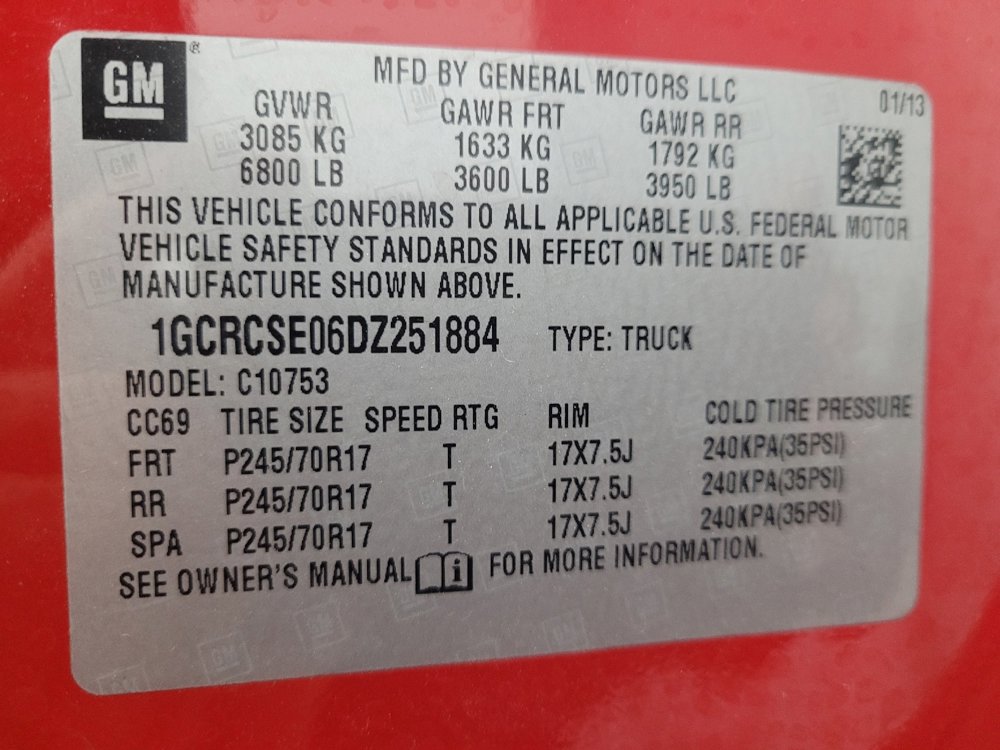 GM ®
MFD BY GENERAL MOTORS LLC
01/13
GVWR GAWR FRT GAWR RR
3085 KG 1633 KG 1792 KG
6800 LB 3600 LB 3950 LB
THIS VEHICLE CONFORMS TO ALL APPLICABLE U.S. FEDERAL MOTOR
VEHICLE SAFETY STANDARDS IN EFFECT ON THE DATE OF
MANUFACTURE SHOWN ABOVE.
1GCRCSE06DZ251884 TYPE: TRUCK
MODEL: C10753
CC69 TIRE SIZE SPEED RTG RIM COLD TIRE PRESSURE
FRT P245/70R17 T 17X7.5J 240KPA(35PSI)
RR P245/70R17 T 17X7.5J 240KPA(35PSI)
SPA P245/70R17 T 17X7.5J 240KPA(35PSI)
SEE OWNER'S MANUAL i FOR MORE INFORMATION.